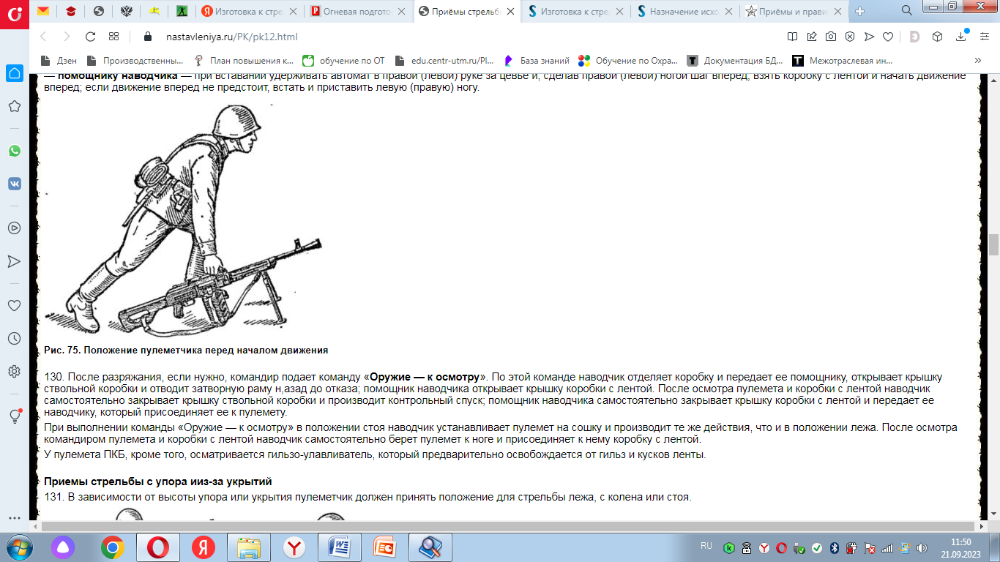 Изготовка к стре
Огневая подгото
Приёмы стрельб
Изготовка к стре
Назначение исхо
Приёмы и прави
nastavleniya.ru/PK/pk12.html
Дзен
Производственны...
План повышения к...
обучение по ОТ
edu.centr-utm.ru/Pl...
База знаний
Обучение по Охра...
Документация БД...
Межотраслевая ин...
— помощнику наводчика — при вставании удерживать автомат в правой (левой) руке за цевье и, сделав правой (левой) ногой шаг вперед, взять коробку с лентой и начать движение
вперед; если движение вперед не предстоит, встать и приставить левую (правую) ногу.
Рис. 75. Положение пулеметчика перед началом движения
130. После разряжания, если нужно, командир подает команду «Оружие — к осмотру». По этой команде наводчик отделяет коробку и передает ее помощнику, открывает крышку
ствольной коробки и отводит затворную раму н,азад до отказа; помощник наводчика открывает крышку коробки с лентой. После осмотра пулемета и коробки с лентой наводчик
самостоятельно закрывает крышку ствольной коробки и производит контрольный спуск; помощник наводчика самостоятельно закрывает крышку коробки с лентой и передает ее
наводчику, который присоединяет ее к пулемету.
При выполнении команды «Оружие — к осмотру» в положении стоя наводчик устанавливает пулемет на сошку и производит те же действия, что и в положении лежа. После осмотра
командиром пулемета и коробки с лентой наводчик самостоятельно берет пулемет к ноге и присоединяет к нему коробку с лентой.
У пулемета ПКБ, кроме того, осматривается гильзо-улавливатель, который предварительно освобождается от гильз и кусков ленты.
Приемы стрельбы с упора ииз-за укрытий
131. В зависимости от высоты упора или укрытия пулеметчик должен принять положение для стрельбы лежа, с колена или стоя.
RU
11:50
21.09.2023